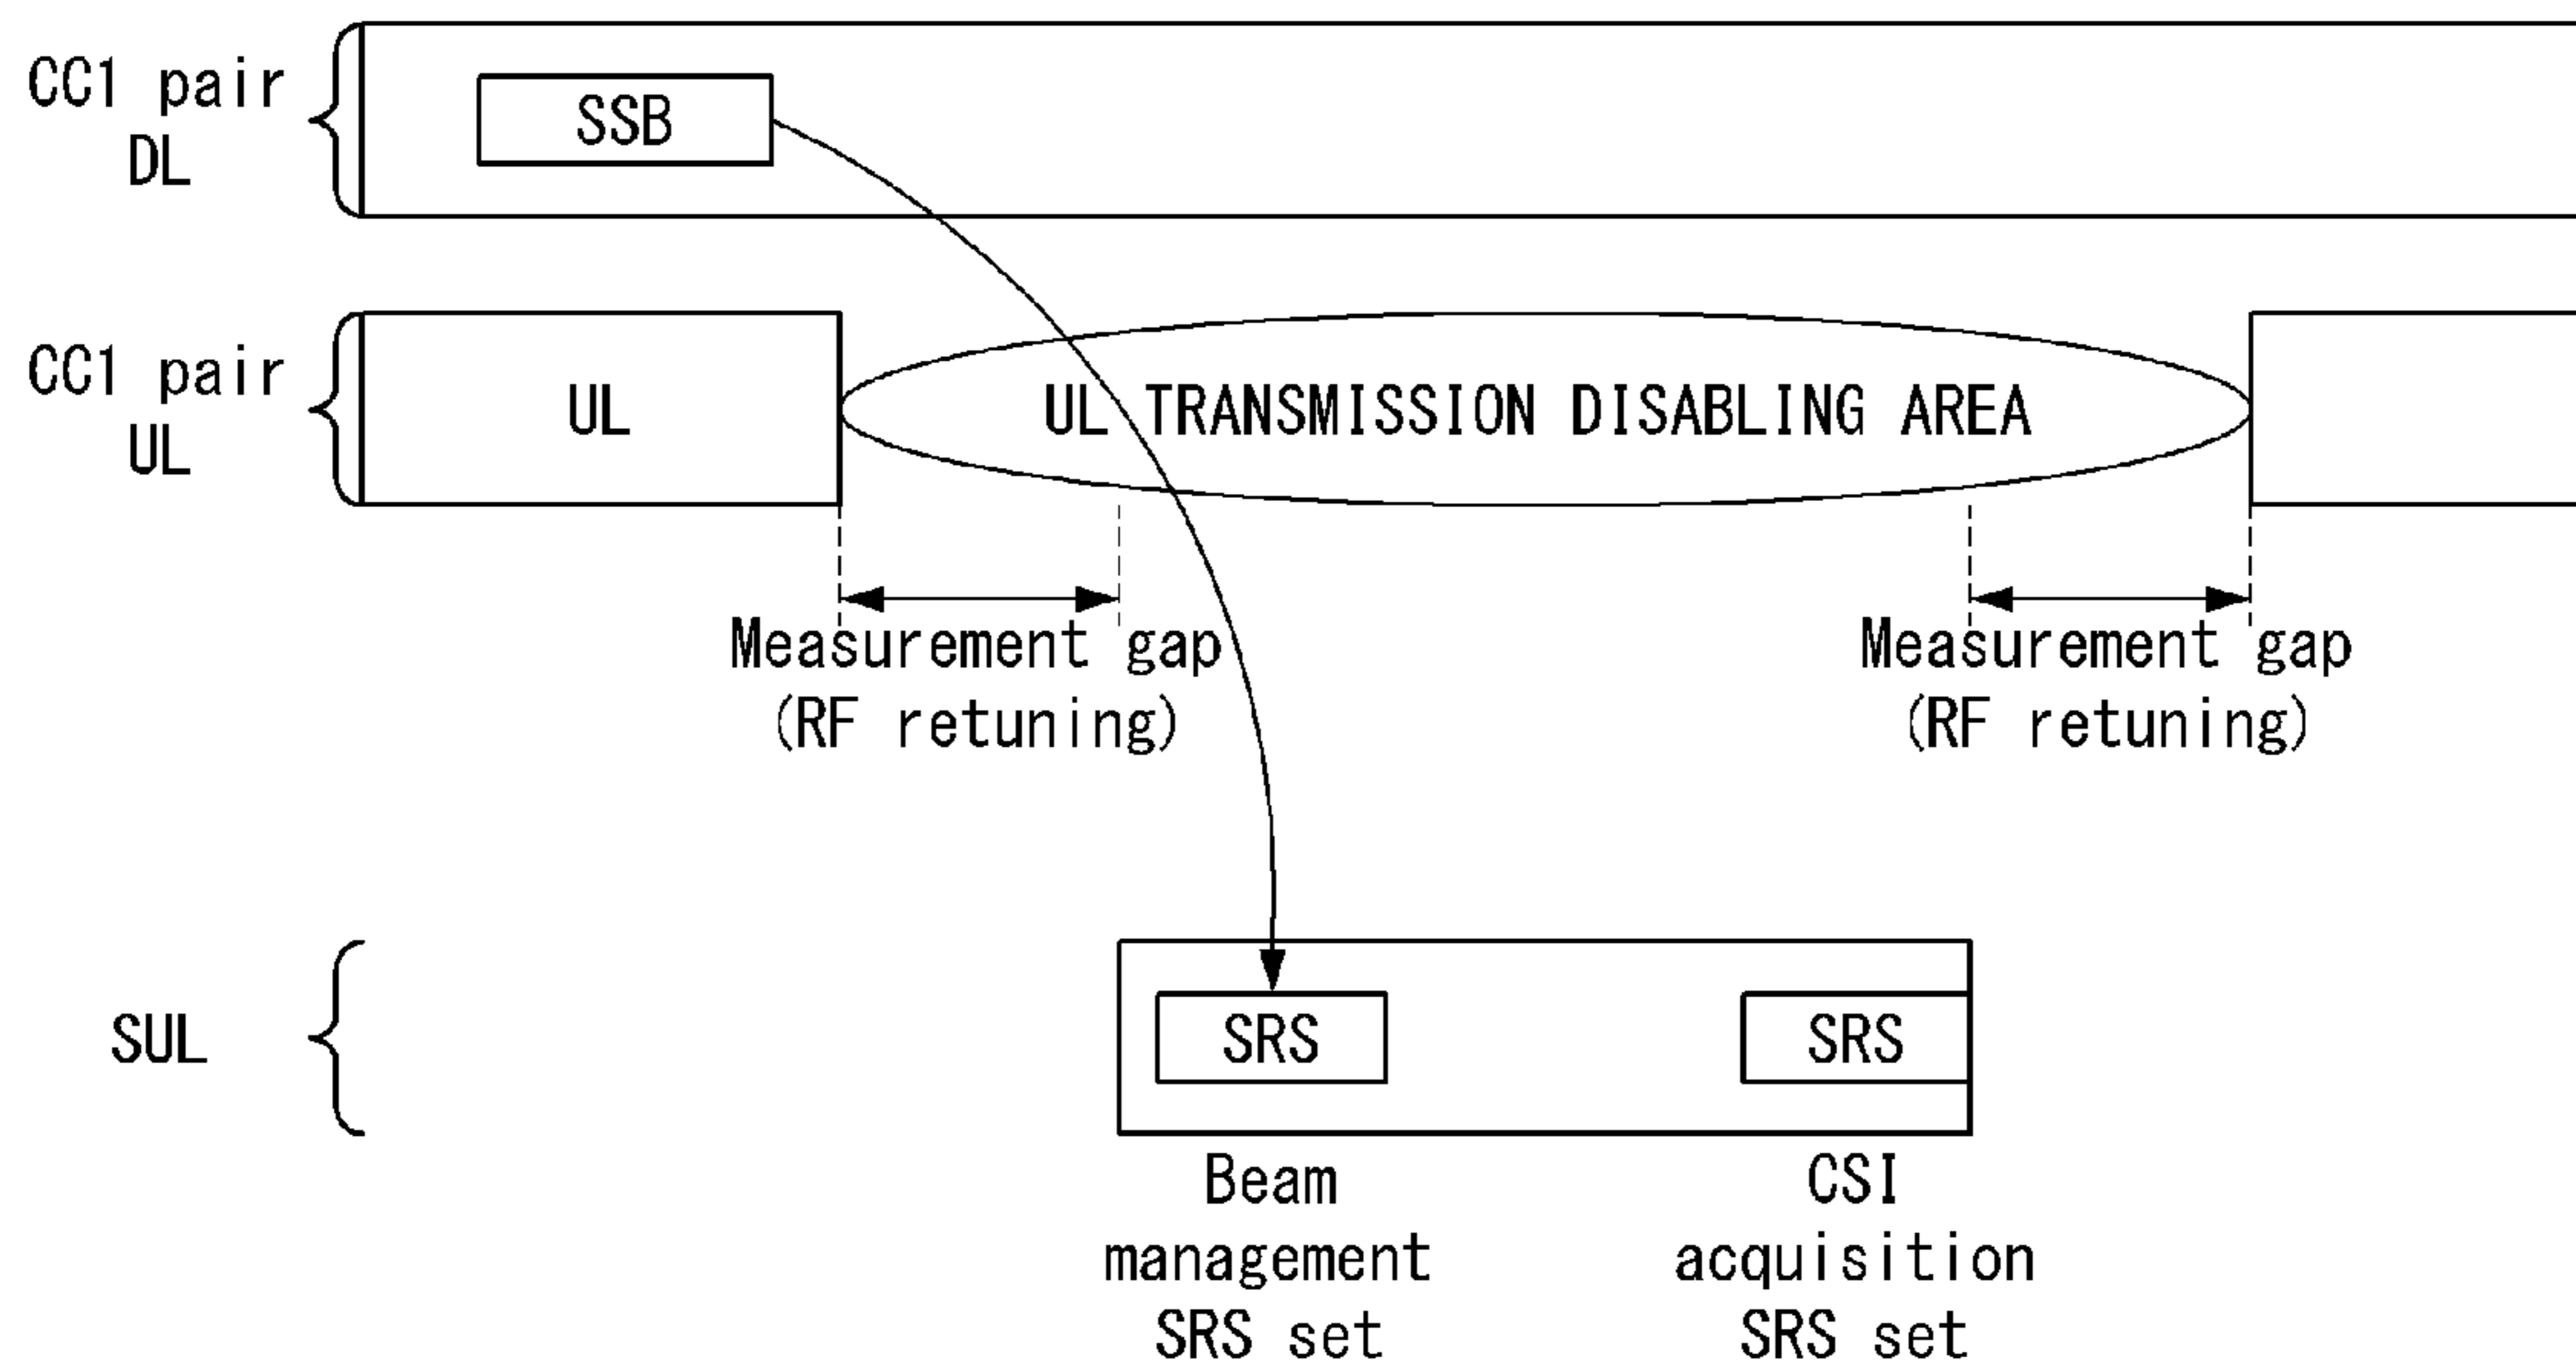 CC1 pair
DL
SSB
CC1 pair
UL
UL
UL TRANSMISSION DISABLING AREA
Measurement gap
(RF retuning)
Measurement gap
(RF retuning)
SUL
SRS
SRS
Beam
management
SRS set
CSI
acquisition
SRS set